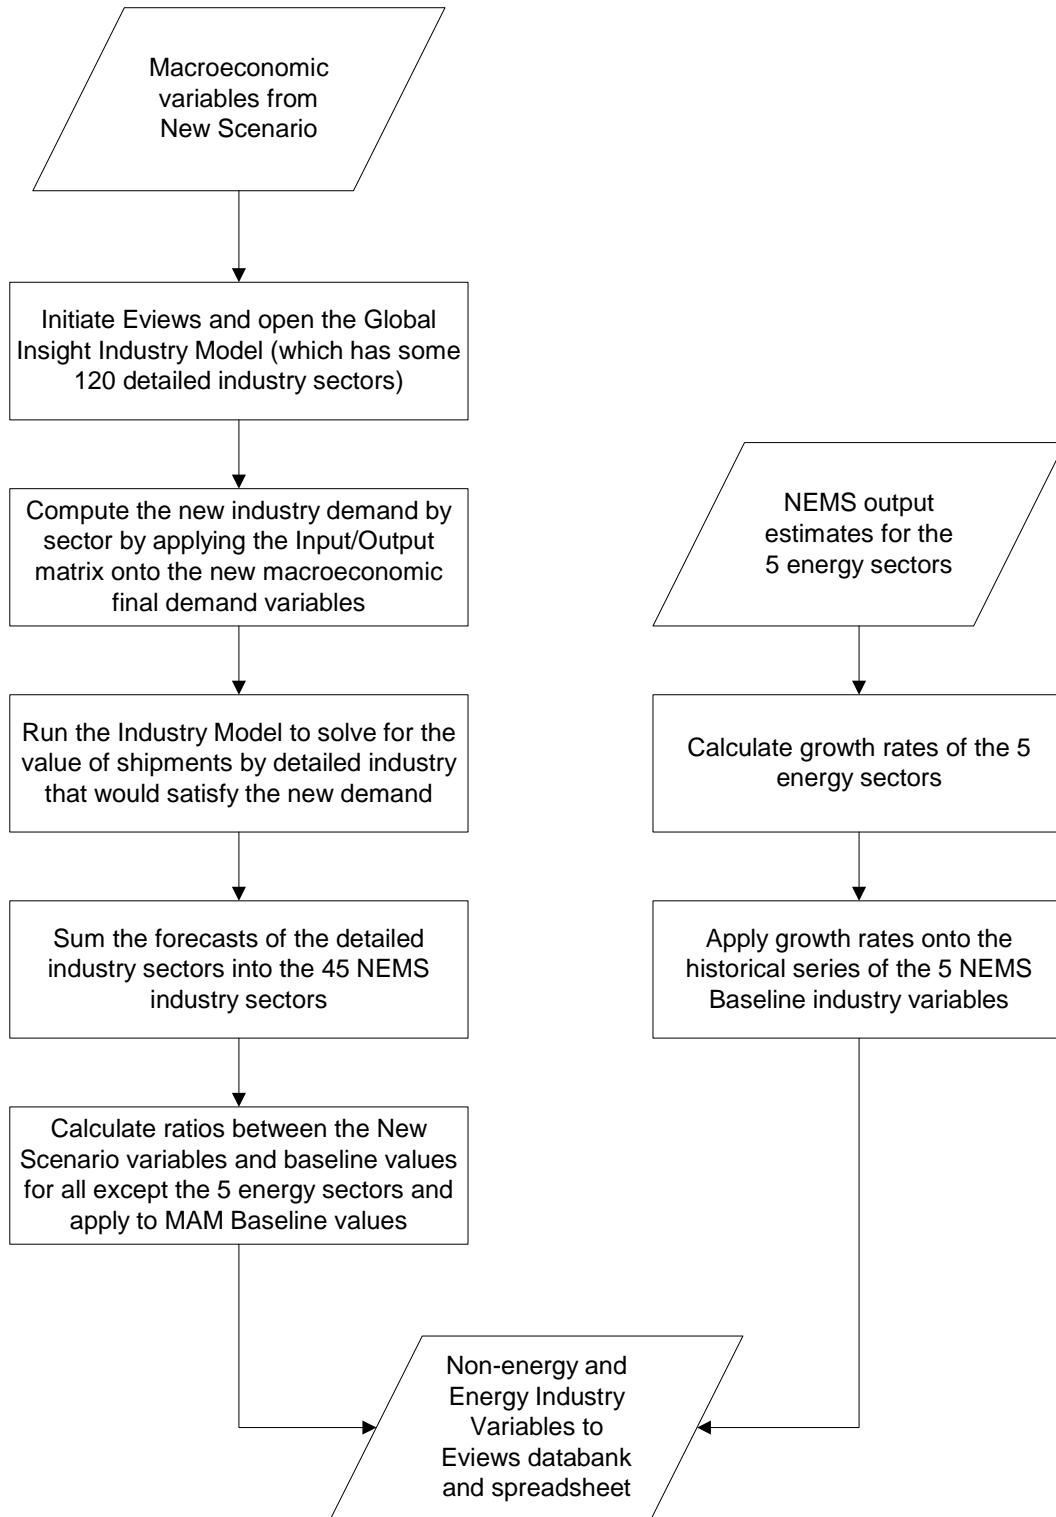 Macroeconomic
variables from
New Scenario
Initiate Eviews and open the Global
Insight Industry Model (which has some
120 detailed industry sectors)
Compute the new industry demand by
sector by applying the Input/Output
matrix onto the new macroeconomic
final demand variables
Run the Industry Model to solve for the
value of shipments by detailed industry
that would satisfy the new demand
Sum the forecasts of the detailed
industry sectors into the 45 NEMS
industry sectors
Calculate ratios between the New
Scenario variables and baseline values
for all except the 5 energy sectors and
apply to MAM Baseline values
NEMS output
estimates for the
5 energy sectors
Calculate growth rates of the 5
energy sectors
Apply growth rates onto the
historical series of the 5 NEMS
Baseline industry variables
Non-energy and
Energy Industry
Variables to
Eviews databank
and spreadsheet